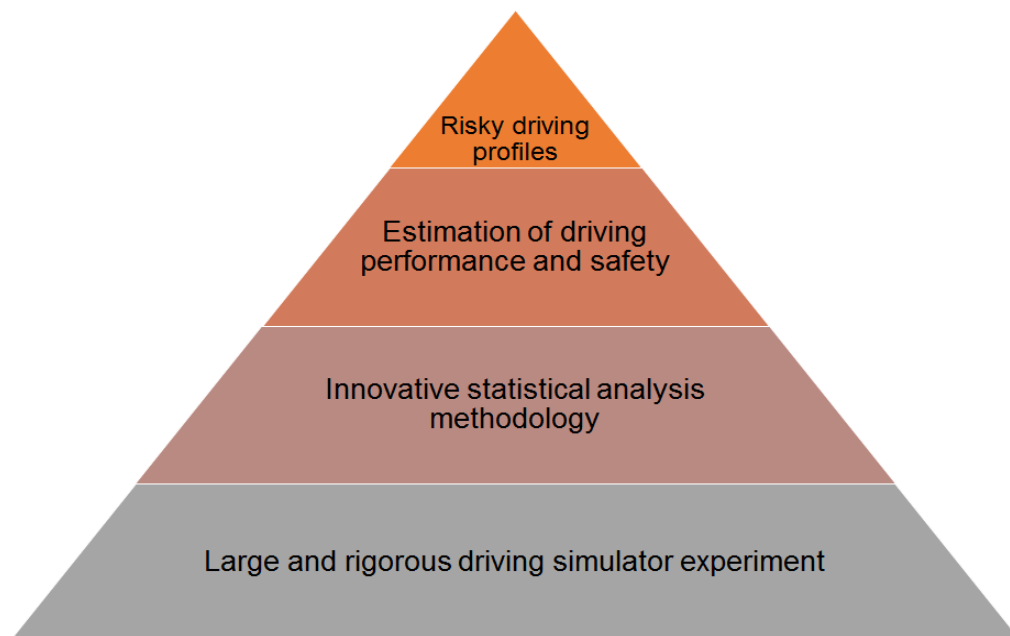 Risky driving
profiles
Estimation of driving
performance and safety
Innovative statistical analysis
methodology
Large and rigorous driving simulator experiment